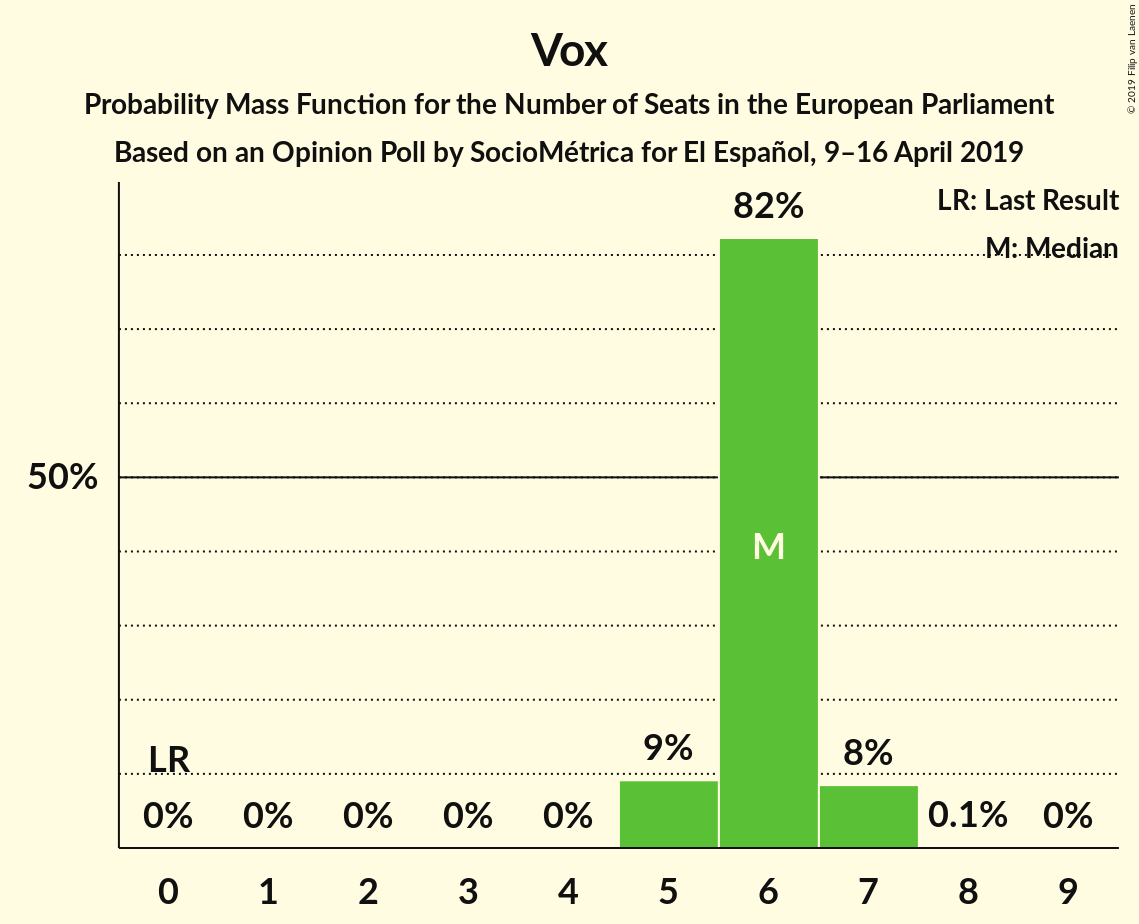 Vox
Probability Mass Function for the Number of Seats in the European Parliament
Based on an Opinion Poll by SocioMétrica for El Español, 9–16 April 2019
© 2019 Filip van Laenen
LR: Last Result
M: Median
82%
50%
M
LR
9%
8%
0% 0% 0% 0% 0% 0.1% 0%
0 1 2 3 4 5 6 7 8 9